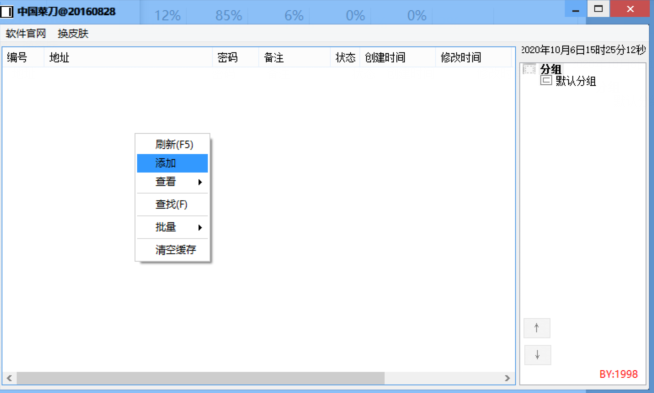 中国菜刀@20160828
12% 85% 6% 0% 0%
软件官网 换皮肤
2020年10月6日15时25分12秒
编号 地址 密码 备注 状态 创建时间 修改时间
分组
默认分组
刷新(F5)
添加
查看
查找(F)
批量
清空缓存
↑
↓
BY:1998